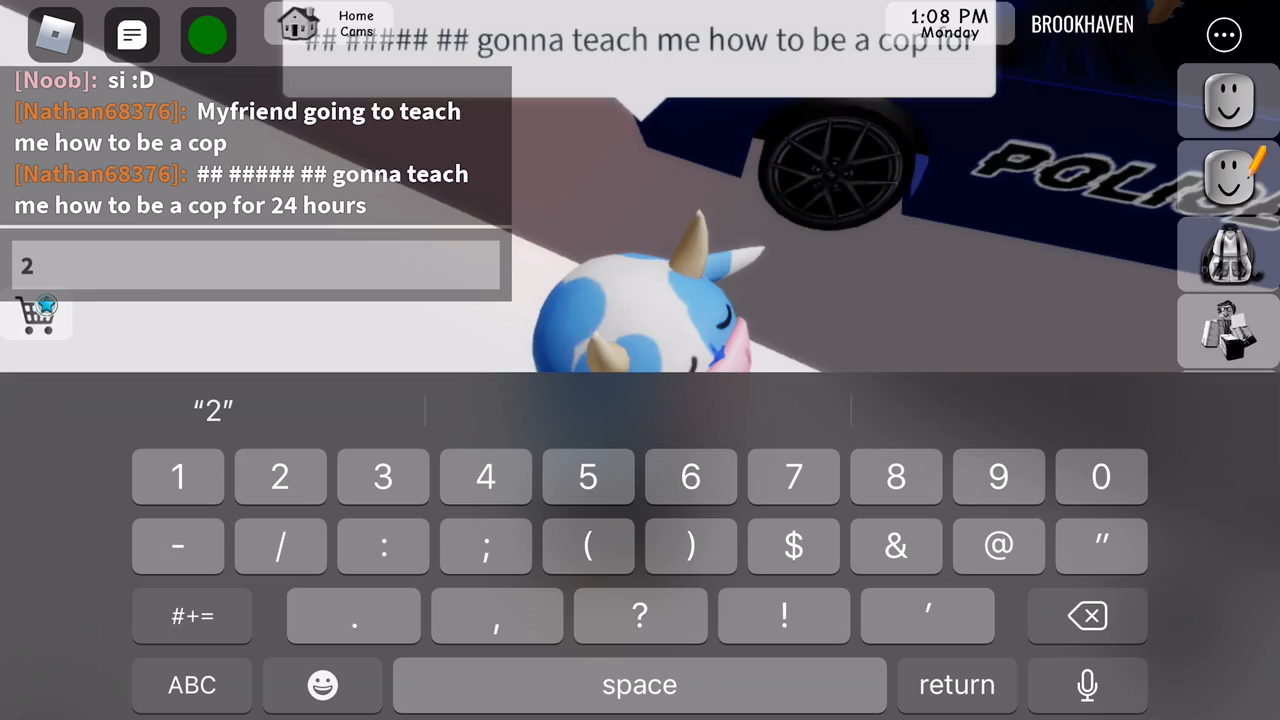 Home
Cams
1:08 PM
Monday
BROOKHAVEN
## ##### ## gonna teach me how to be a cop for
[Noob]: si :D
[Nathan68376]: Myfriend going to teach
me how to be a cop
[Nathan68376]: ## ##### ## gonna teach
me how to be a cop for 24 hours
2
POLICE
“2”
1 2 3 4 5 6 7 8 9 0
- / : ; ( ) $ & @ "
#+= . , ? ! '
ABC space return